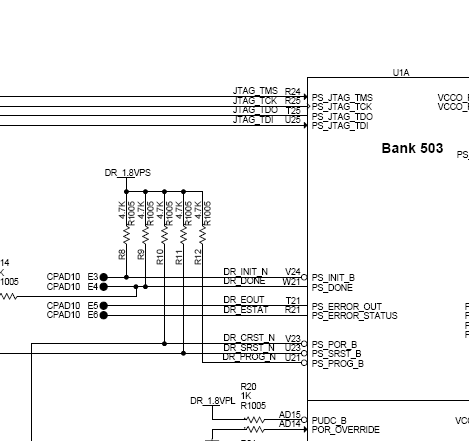 U1A
JTAG_TMS R24 PS_JTAG_TMS VCCO_
JTAG_TCK R25 PS_JTAG_TCK VCCO_
JTAG_TDO T25 PS_JTAG_TDO
JTAG_TDI U25 PS_JTAG_TDI
Bank 503
PS_
DR_1.8VPS
4.7K R1005 4.7K R1005 4.7K R1005 4.7K R1005 4.7K R1005
R8 R9 R10 R11 R12
14
K
1005
CPAD10 E3 DR_INIT_N V24 PS_INIT_B
CPAD10 E4 DR_DONE W21 PS_DONE
CPAD10 E5 DR_EOUT T21 PS_ERROR_OUT
CPAD10 E6 DR_ESTAT R21 PS_ERROR_STATUS
DR_CRST_N V23 PS_POR_B
DR_SRST_N U23 PS_SRST_B
DR_PROG_N U21 PS_PROG_B
R20
1K
DR_1.8VPL R1005
AD15 PUDC_B VC
AD14 POR_OVERRIDE